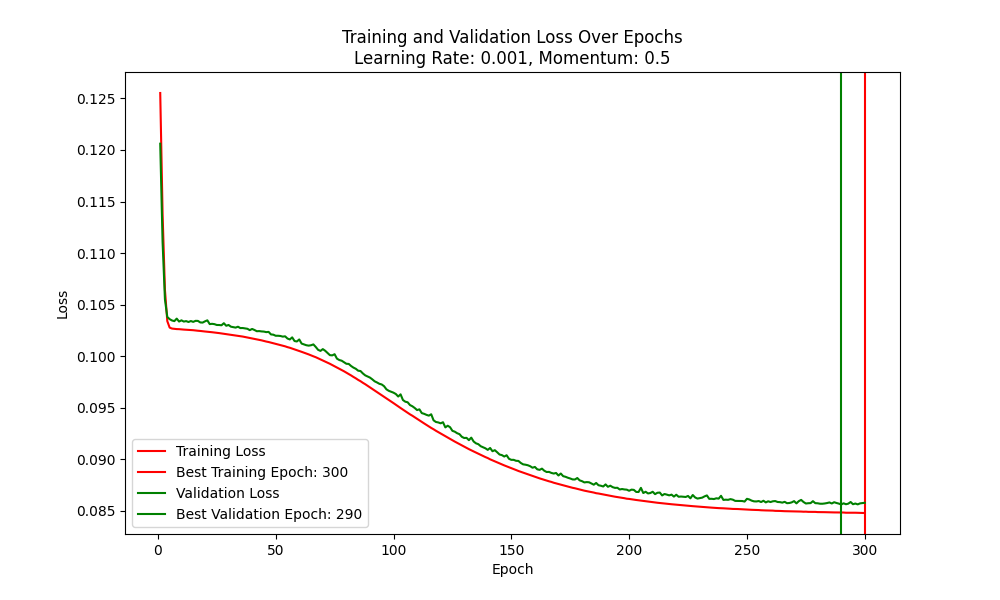 Training and Validation Loss Over Epochs
Learning Rate: 0.001, Momentum: 0.5
0.125
0.120
0.115
0.110
0.105
0.100
0.095
0.090
0.085
Loss
Training Loss
Best Training Epoch: 300
Validation Loss
Best Validation Epoch: 290
0 50 100 150 200 250 300
Epoch